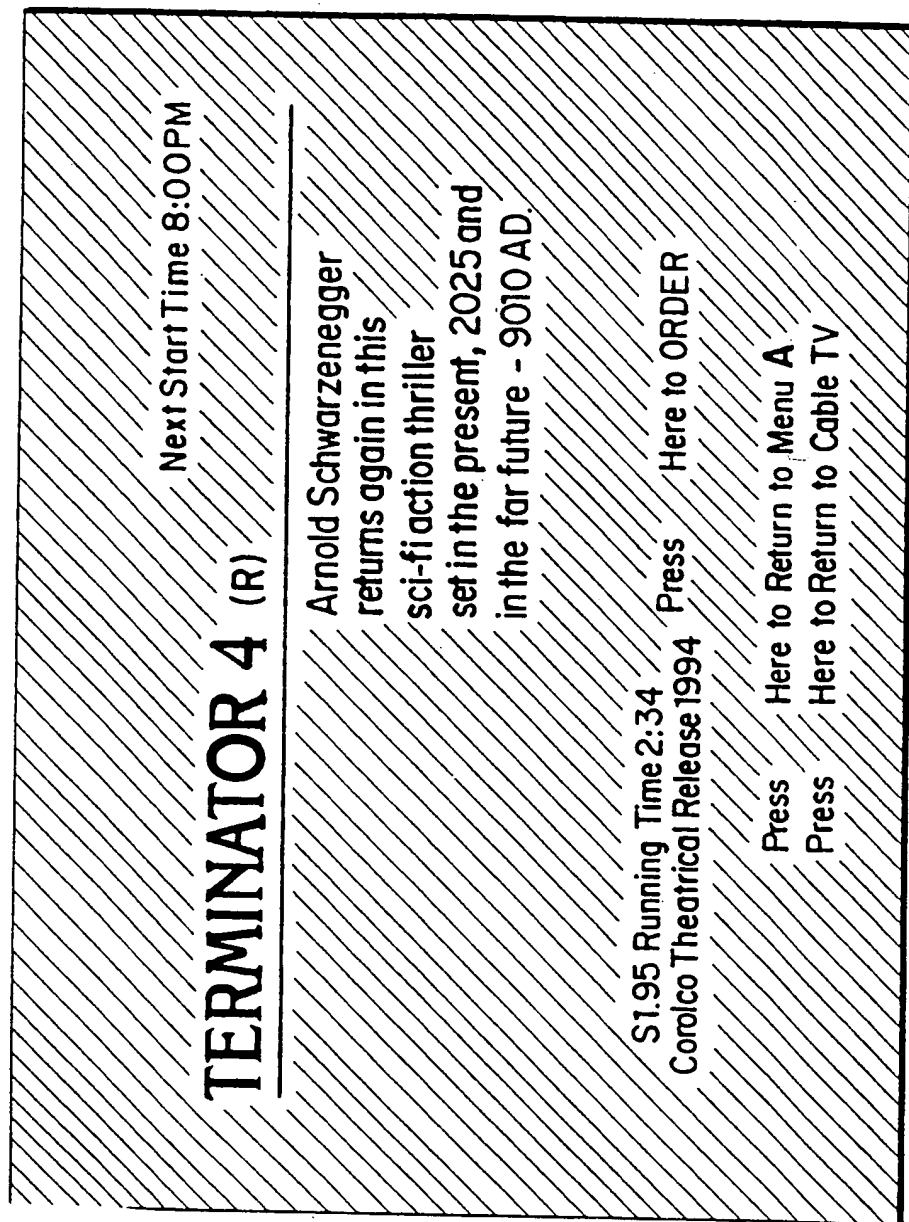 Next Start Time 8:00PM
TERMINATOR 4 (R)
Arnold Schwarzenegger
returns again in this
sci-fi action thriller
set in the present, 2025 and
in the far future - 9010 AD.
S1.95 Running Time 2:34
Corolco Theatrical Release 1994 Press Here to ORDER
Press Here to Return to Menu A
Press Here to Return to Cable TV